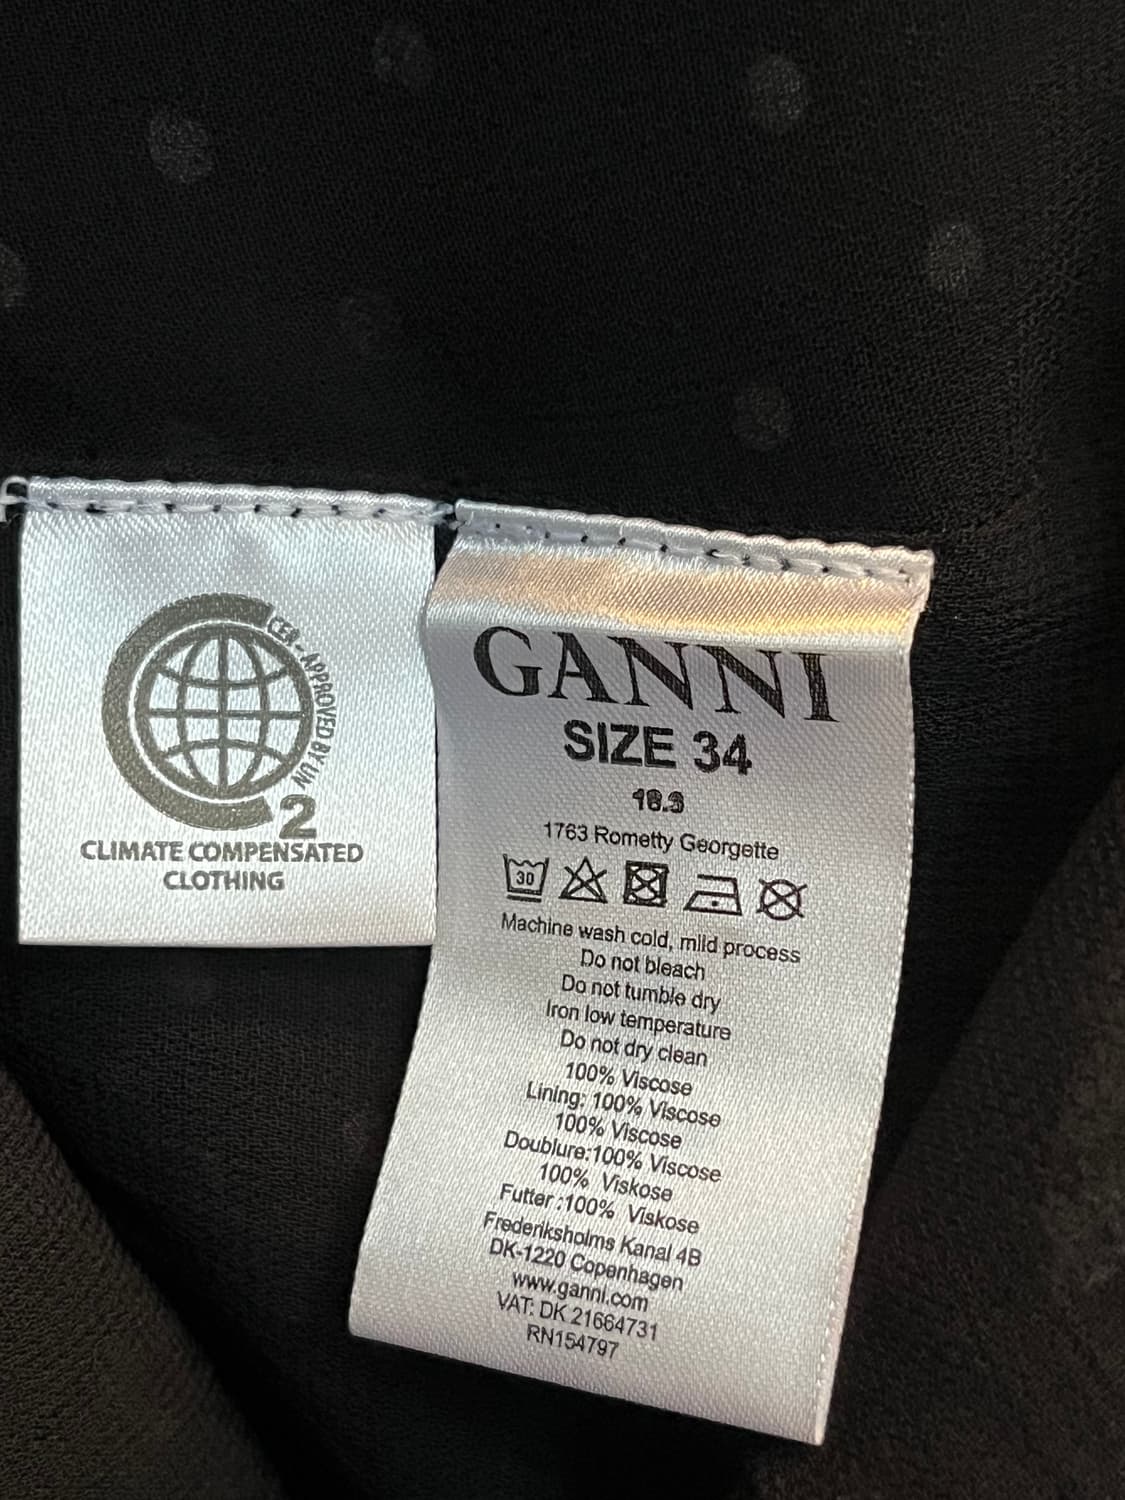 CER - APPROVED BY UN
2
CLIMATE COMPENSATED
CLOTHING
GANNI
SIZE 34
1763 Rometty Georgette
30
Machine wash cold, mild process
Do not bleach
Do not tumble dry
Iron low temperature
Do not dry clean
100% Viscose
Lining: 100% Viscose
100% Viscose
Doublure:100% Viscose
100% Viskose
Futter :100% Viskose
Frederiksholms Kanal 4B
DK-1220 Copenhagen
www.ganni.com
VAT: DK 21664731
RN154797